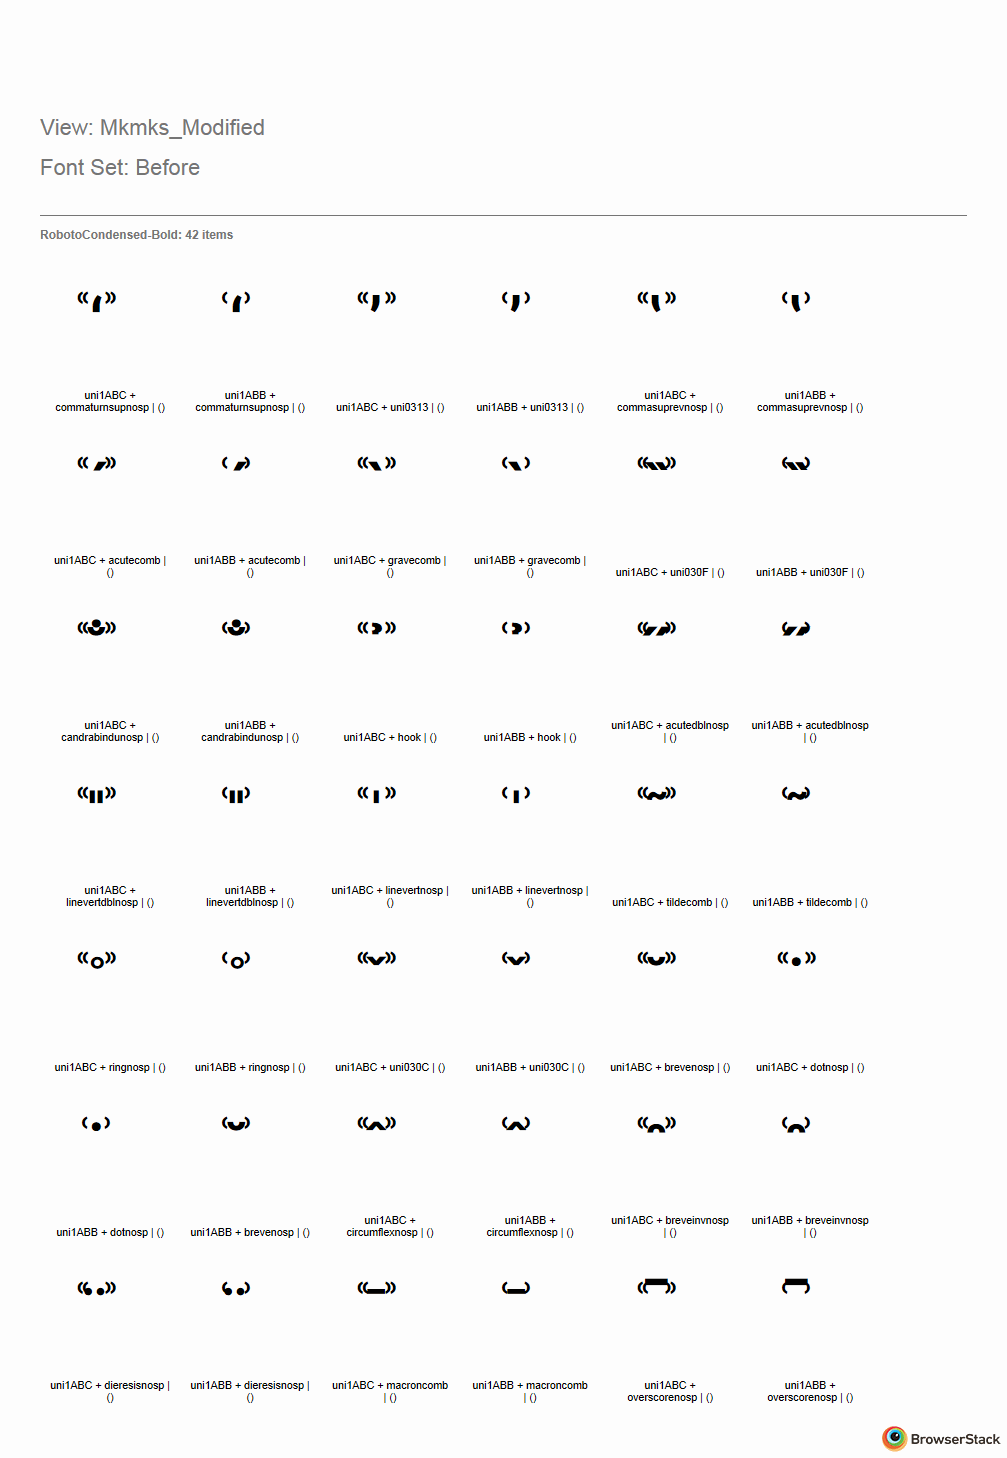 View: Mkmks_Modified
Font Set: Before
RobotoCondensed-Bold: 42 items
uni1ABC +
commaturnsupnosp | ()
uni1ABB +
commaturnsupnosp | ()
uni1ABC + uni0313 | ()
uni1ABB + uni0313 | ()
uni1ABC +
commasuprevnosp | ()
uni1ABB +
commasuprevnosp | ()
uni1ABC + acutecomb |
()
uni1ABB + acutecomb |
()
uni1ABC + gravecomb |
()
uni1ABB + gravecomb |
()
uni1ABC + uni030F | ()
uni1ABB + uni030F | ()
uni1ABC +
candrabindunosp | ()
uni1ABB +
candrabindunosp | ()
uni1ABC + hook | ()
uni1ABB + hook | ()
uni1ABC + acutedblnosp
| ()
uni1ABB + acutedblnosp
| ()
uni1ABC +
linevertdblnosp | ()
uni1ABB +
linevertdblnosp | ()
uni1ABC + linevertnosp |
()
uni1ABB + linevertnosp |
()
uni1ABC + tildecomb | ()
uni1ABB + tildecomb | ()
uni1ABC + ringnosp | ()
uni1ABB + ringnosp | ()
uni1ABC + uni030C | ()
uni1ABB + uni030C | ()
uni1ABC + brevenosp | ()
uni1ABC + dotnosp | ()
uni1ABB + dotnosp | ()
uni1ABB + brevenosp | ()
uni1ABC +
circumflexnosp | ()
uni1ABB +
circumflexnosp | ()
uni1ABC + breveinvnosp
| ()
uni1ABB + breveinvnosp
| ()
uni1ABC + dieresisnosp |
()
uni1ABB + dieresisnosp |
()
uni1ABC + macroncomb
| ()
uni1ABB + macroncomb
| ()
uni1ABC +
overscorenosp | ()
uni1ABB +
overscorenosp | ()
BrowserStack